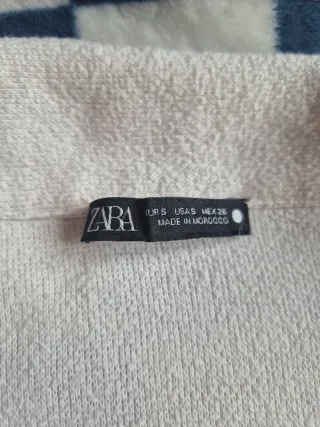 ZARA
EUR S USA S MEX 26
MADE IN MOROCCO